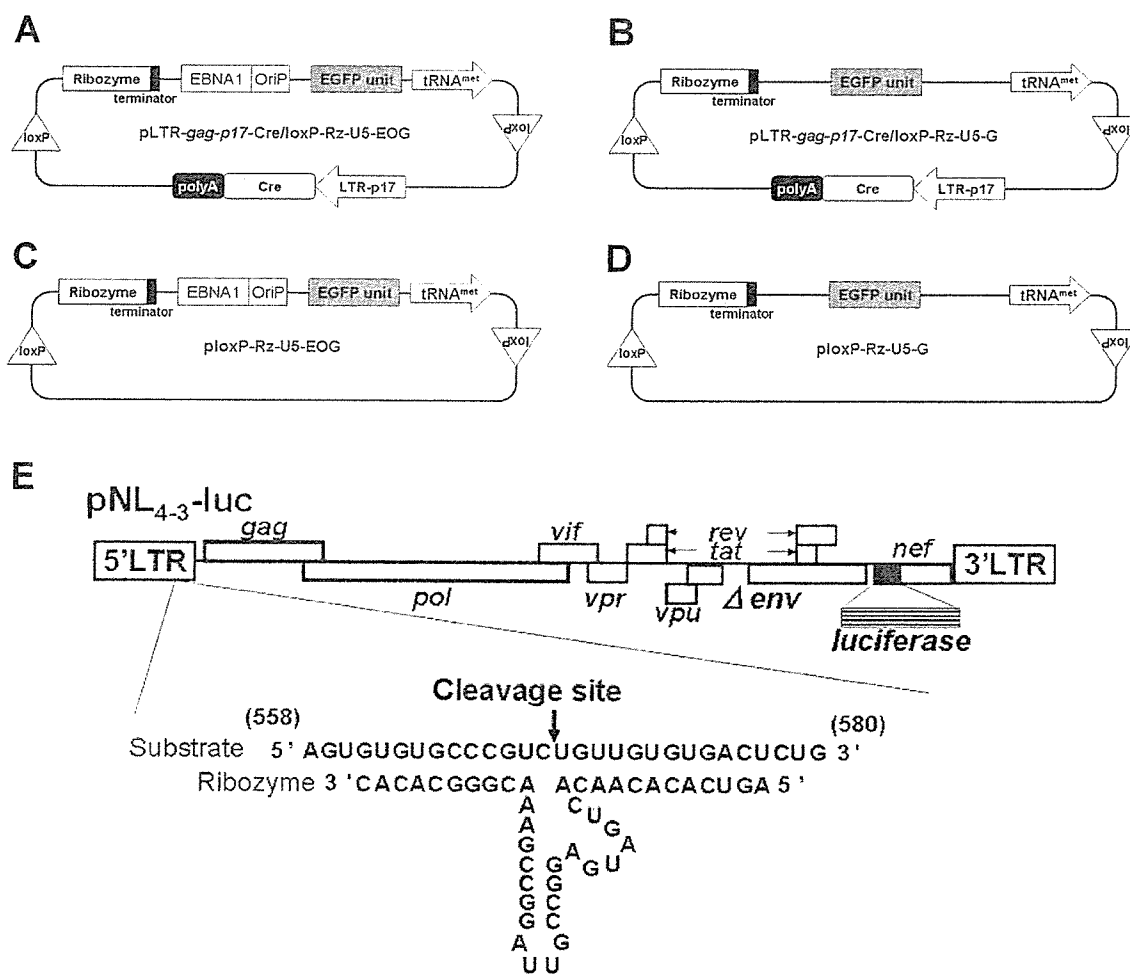 A
Ribozyme EBNA1 OriP EGFP unit tRNAmet
terminator
loxP pLTR-gag-p17-Cre/loxP-Rz-U5-EOG loxP
polyA Cre LTR-p17
B
Ribozyme EGFP unit tRNAmet
terminator
loxP pLTR-gag-p17-Cre/loxP-Rz-U5-G loxP
polyA Cre LTR-p17
C
Ribozyme EBNA1 OriP EGFP unit tRNAmet
terminator
loxP ploxP-Rz-U5-EOG loxP
D
Ribozyme EGFP unit tRNAmet
terminator
loxP ploxP-Rz-U5-G loxP
E
pNL4-3-luc
gag vif rev
5'LTR tat nef 3'LTR
pol vpr vpu Δenv
luciferase
Cleavage site
(558) (580)
Substrate 5' AGUGUGUGCCCGUCUGUUGUGUGACUCUG 3'
Ribozyme 3 'CACACGGGCA ACAACACACUGA 5'
A C U G A U G A G
A A G C C G G A U U G C C G G